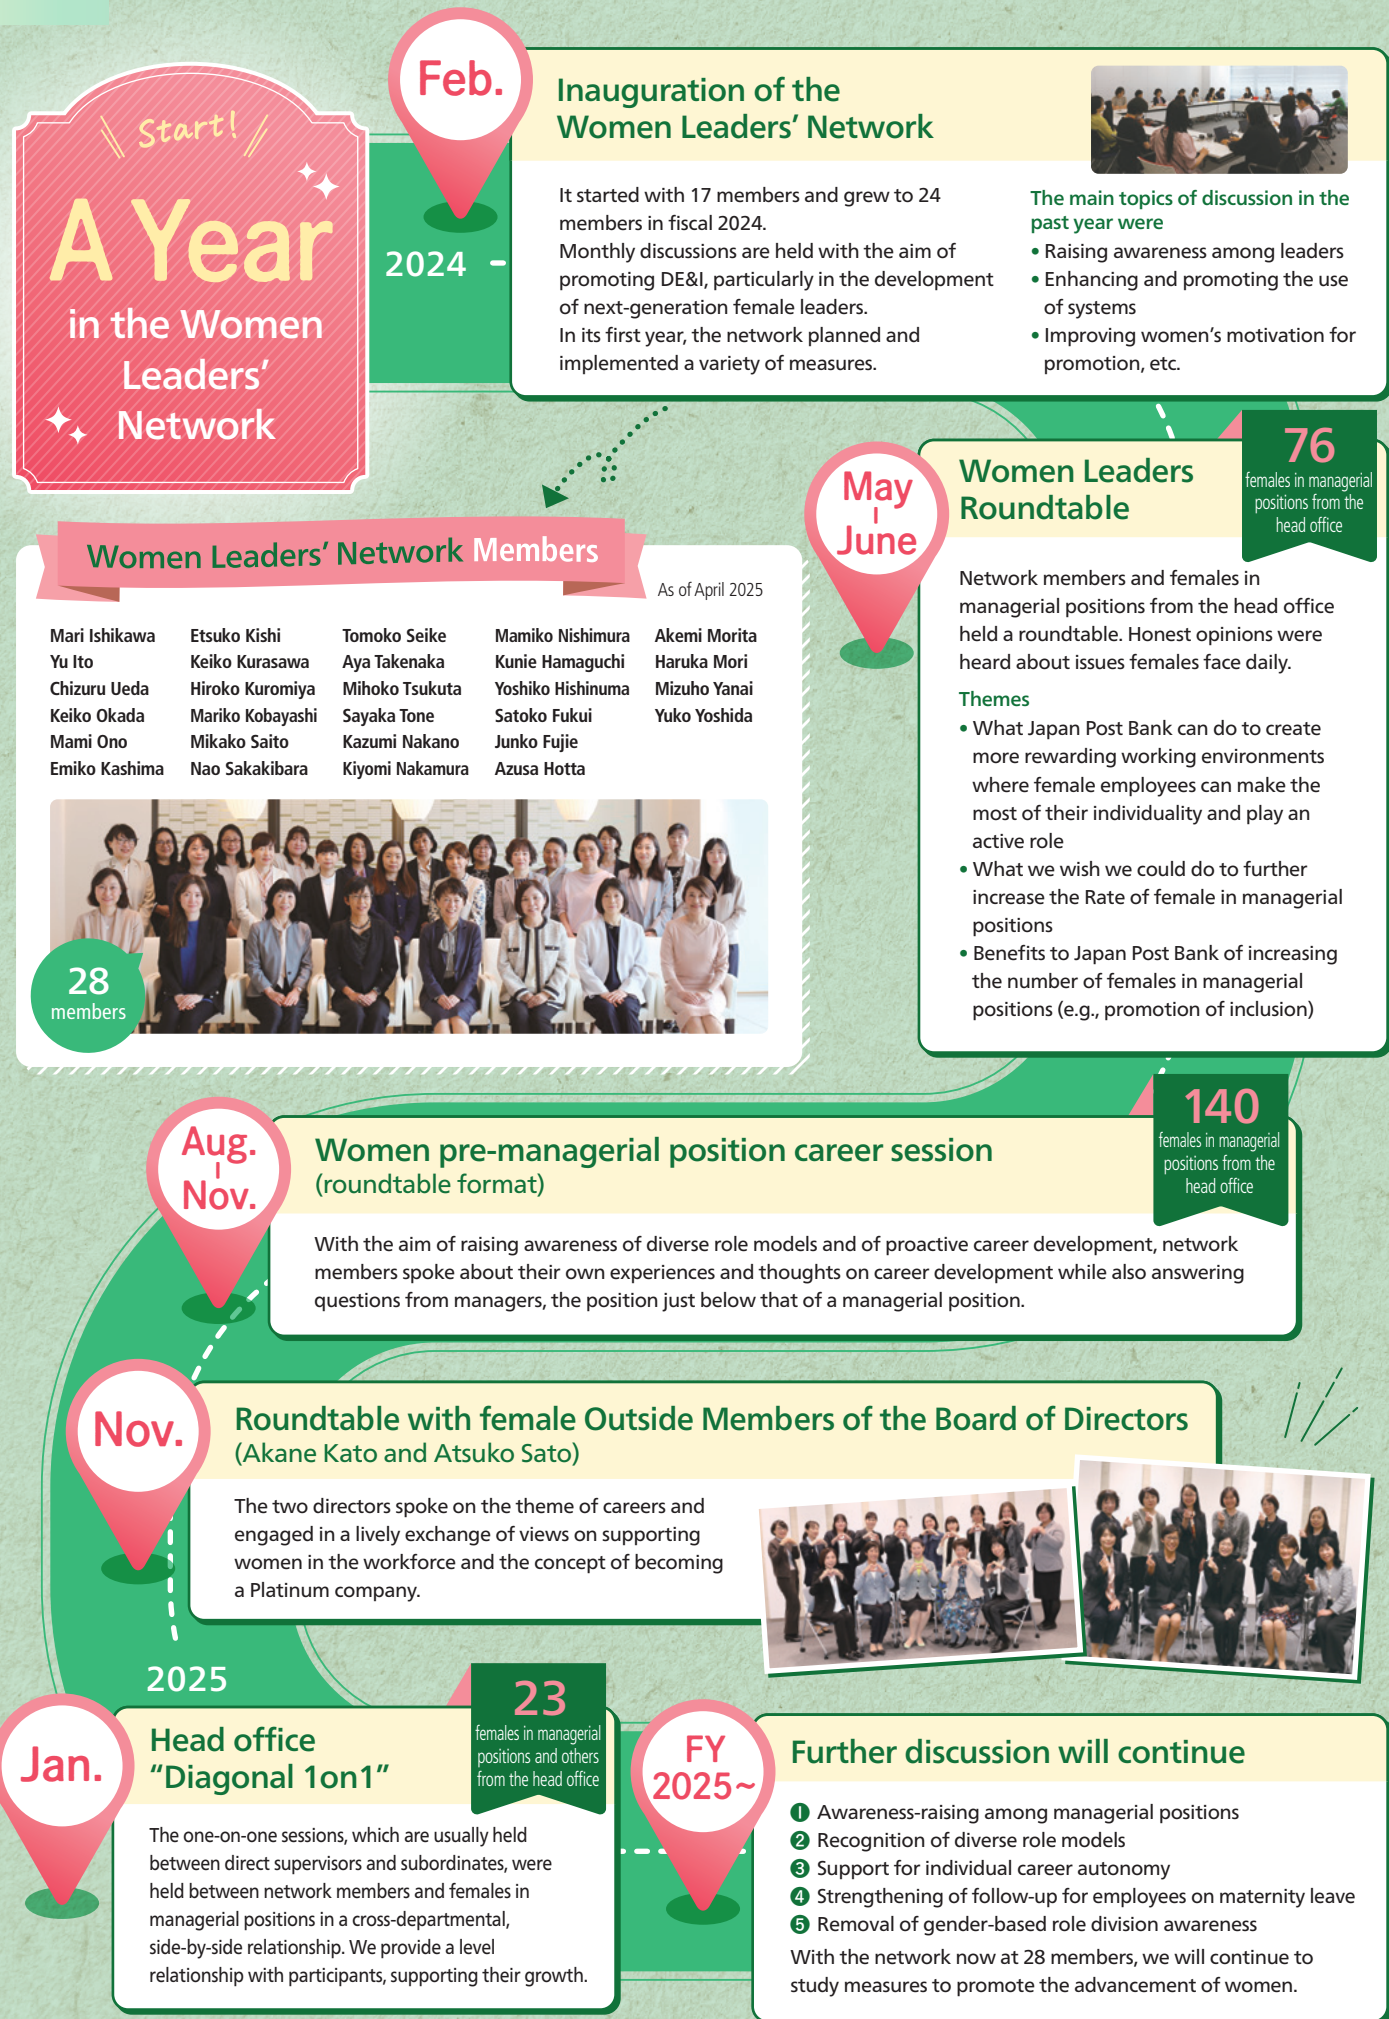 Start!
A Year
in the Women
Leaders’
Network
Feb.
2024
Inauguration of the
Women Leaders’ Network
It started with 17 members and grew to 24
members in fiscal 2024.
Monthly discussions are held with the aim of
promoting DE&I, particularly in the development
of next-generation female leaders.
In its first year, the network planned and
implemented a variety of measures.
The main topics of discussion in the
past year were
• Raising awareness among leaders
• Enhancing and promoting the use
of systems
• Improving women’s motivation for
promotion, etc.
Women Leaders’ Network Members
As of April 2025
Mari Ishikawa
Yu Ito
Chizuru Ueda
Keiko Okada
Mami Ono
Emiko Kashima
Etsuko Kishi
Keiko Kurasawa
Hiroko Kuromiya
Mariko Kobayashi
Mikako Saito
Nao Sakakibara
Tomoko Seike
Aya Takenaka
Mihoko Tsukuta
Sayaka Tone
Kazumi Nakano
Kiyomi Nakamura
Mamiko Nishimura
Kunie Hamaguchi
Yoshiko Hishinuma
Satoko Fukui
Junko Fujie
Azusa Hotta
Akemi Morita
Haruka Mori
Mizuho Yanai
Yuko Yoshida
28
members
May
–
June
Women Leaders
Roundtable
76
females in managerial
positions from the
head office
Network members and females in
managerial positions from the head office
held a roundtable. Honest opinions were
heard about issues females face daily.
Themes
• What Japan Post Bank can do to create
more rewarding working environments
where female employees can make the
most of their individuality and play an
active role
• What we wish we could do to further
increase the Rate of female in managerial
positions
• Benefits to Japan Post Bank of increasing
the number of females in managerial
positions (e.g., promotion of inclusion)
Aug.
–
Nov.
Women pre-managerial position career session
(roundtable format)
140
females in managerial
positions from the
head office
With the aim of raising awareness of diverse role models and of proactive career development, network
members spoke about their own experiences and thoughts on career development while also answering
questions from managers, the position just below that of a managerial position.
Nov.
Roundtable with female Outside Members of the Board of Directors
(Akane Kato and Atsuko Sato)
The two directors spoke on the theme of careers and
engaged in a lively exchange of views on supporting
women in the workforce and the concept of becoming
a Platinum company.
2025
Jan.
Head office
“Diagonal 1on1”
23
females in managerial
positions and others
from the head office
The one-on-one sessions, which are usually held
between direct supervisors and subordinates, were
held between network members and females in
managerial positions in a cross-departmental,
side-by-side relationship. We provide a level
relationship with participants, supporting their growth.
FY
2025~
Further discussion will continue
❶ Awareness-raising among managerial positions
❷ Recognition of diverse role models
❸ Support for individual career autonomy
❹ Strengthening of follow-up for employees on maternity leave
❺ Removal of gender-based role division awareness
With the network now at 28 members, we will continue to
study measures to promote the advancement of women.